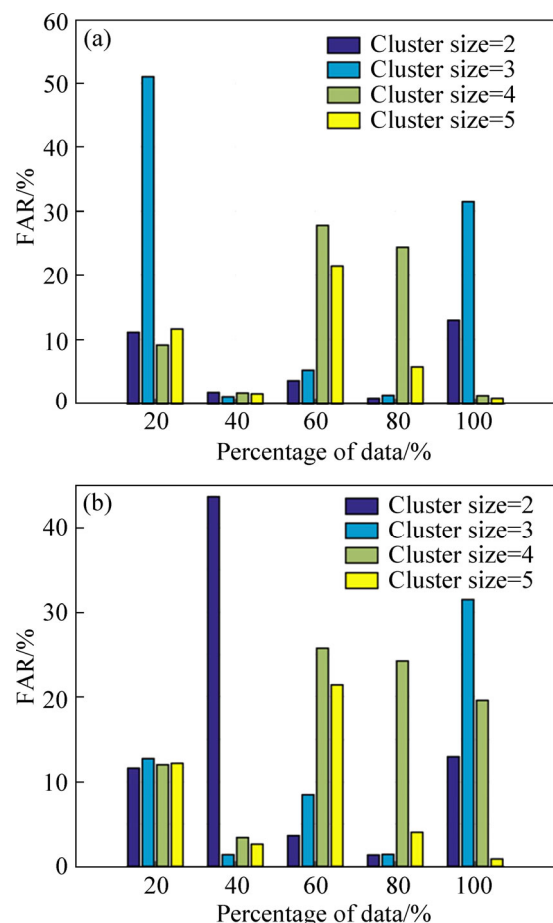 (a)
Cluster size=2
Cluster size=3
Cluster size=4
Cluster size=5
FAR/%
60
50
40
30
20
10
0
20 40 60 80 100
Percentage of data/%
(b)
Cluster size=2
Cluster size=3
Cluster size=4
Cluster size=5
FAR/%
40
30
20
10
0
20 40 60 80 100
Percentage of data/%